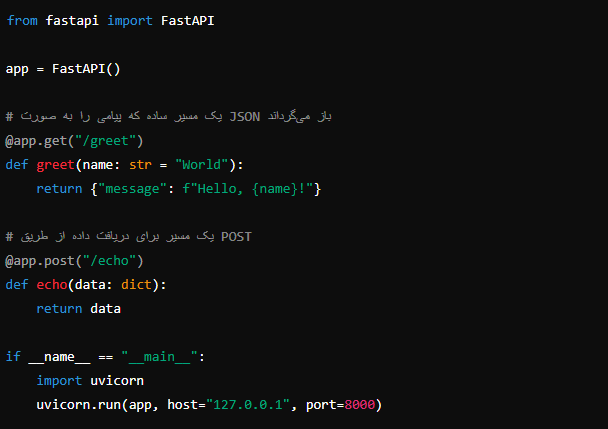 from fastapi import FastAPI
app = FastAPI()
# یک مسیر ساده که پیامی را به صورت JSON باز می‌گرداند
@app.get("/greet")
def greet(name: str = "World"):
    return {"message": f"Hello, {name}!"}
# یک مسیر برای دریافت داده از طریق POST
@app.post("/echo")
def echo(data: dict):
    return data
if __name__ == "__main__":
    import uvicorn
    uvicorn.run(app, host="127.0.0.1", port=8000)